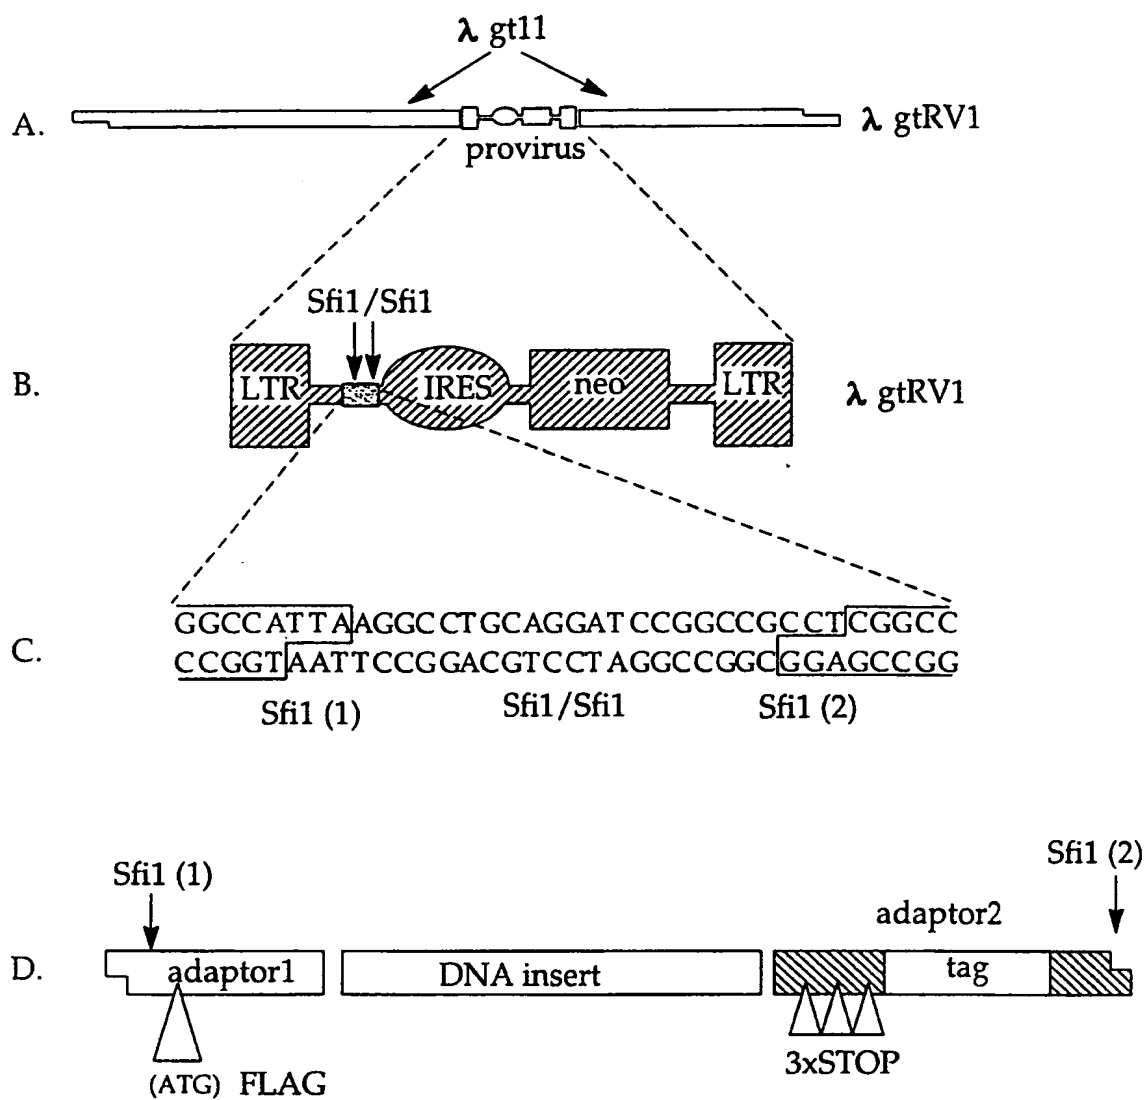 λ gt11
A.
λ gtRV1
provirus
Sfi1/Sfi1
B.
LTR
IRES
neo
LTR
λ gtRV1
C.
GGCCATTAAGGCCTGCAGGATCCGGCCGCCTCGGCC
CCGGTAATTCCGGACGTCCTAGGCCGGCGGAGCCGG
Sfi1 (1)
Sfi1/Sfi1
Sfi1 (2)
Sfi1 (1)
Sfi1 (2)
adaptor2
D.
adaptor1
DNA insert
tag
(ATG) FLAG
3xSTOP